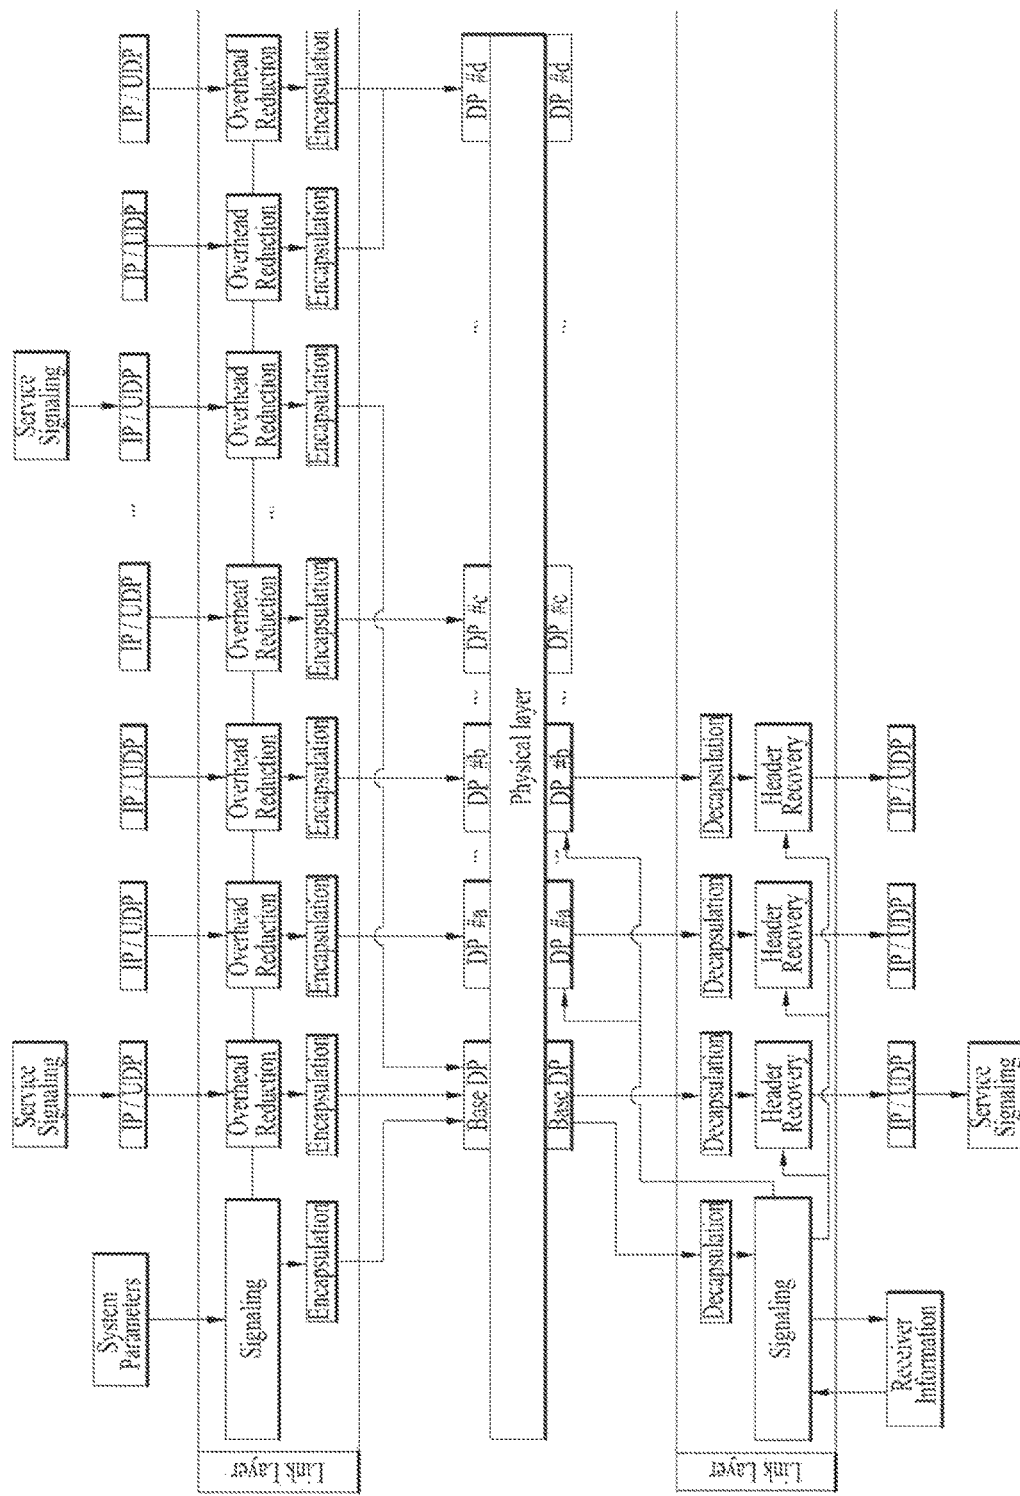 Service
Signaling
Service
Signaling
System
Parameters
IP / UDP
IP / UDP
IP / UDP
IP / UDP
...
IP / UDP
IP / UDP
IP / UDP
Link Layer
Signaling
Overhead
Reduction
Overhead
Reduction
Overhead
Reduction
Overhead
Reduction
...
Overhead
Reduction
Overhead
Reduction
Overhead
Reduction
Encapsulation
Encapsulation
Encapsulation
Encapsulation
Encapsulation
Encapsulation
Encapsulation
Encapsulation
Base DP
DP #a
...
DP #b
...
DP #c
...
DP #d
Physical layer
Base DP
DP #a
...
DP #b
...
DP #c
...
DP #d
Link Layer
Decapsulation
Decapsulation
Decapsulation
Decapsulation
Signaling
Header
Recovery
Header
Recovery
Header
Recovery
Receiver
Information
IP / UDP
IP / UDP
IP / UDP
Service
Signaling